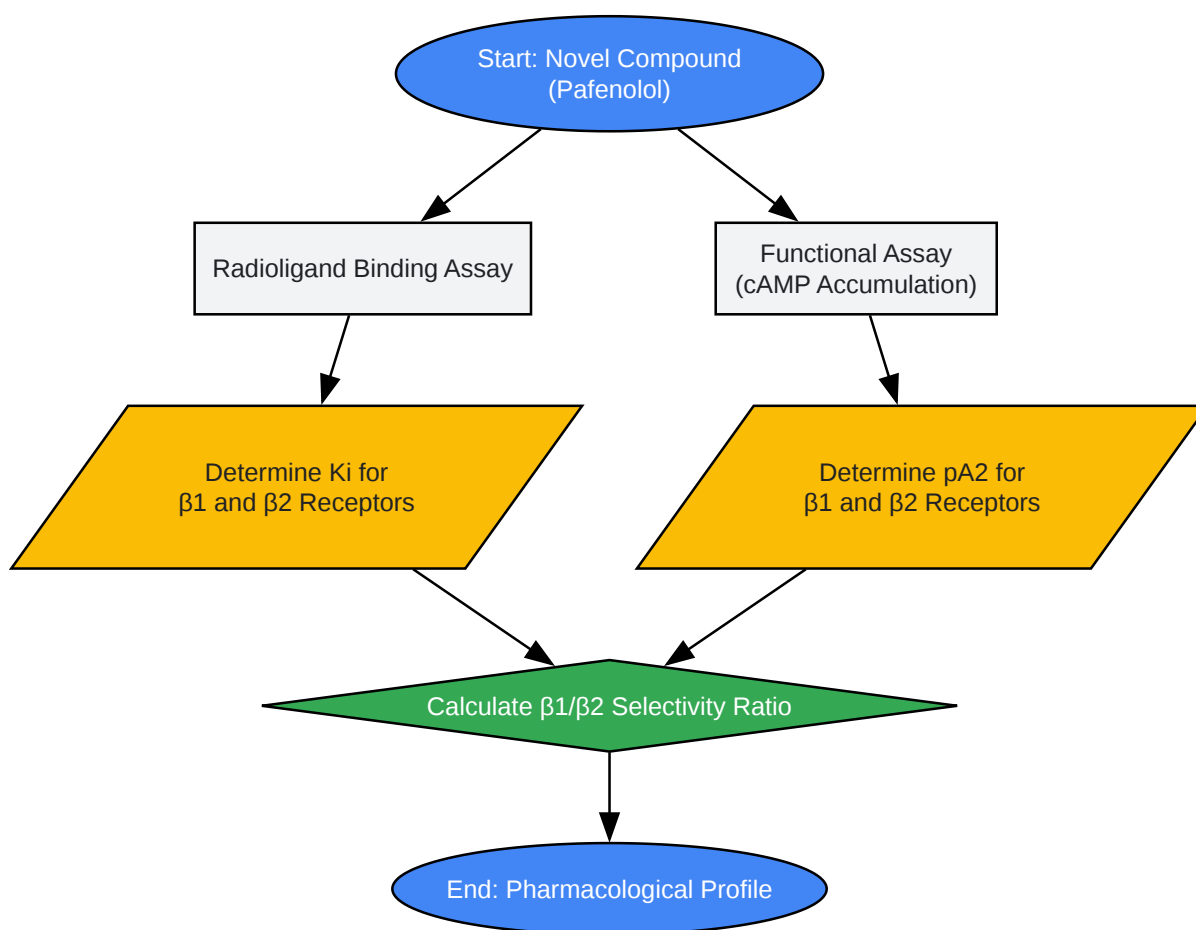 Start: Novel Compound
(Pafenolol)
Radioligand Binding Assay
Functional Assay
(cAMP Accumulation)
Determine Ki for
β1 and β2 Receptors
Determine pA2 for
β1 and β2 Receptors
Calculate β1/β2 Selectivity Ratio
End: Pharmacological Profile